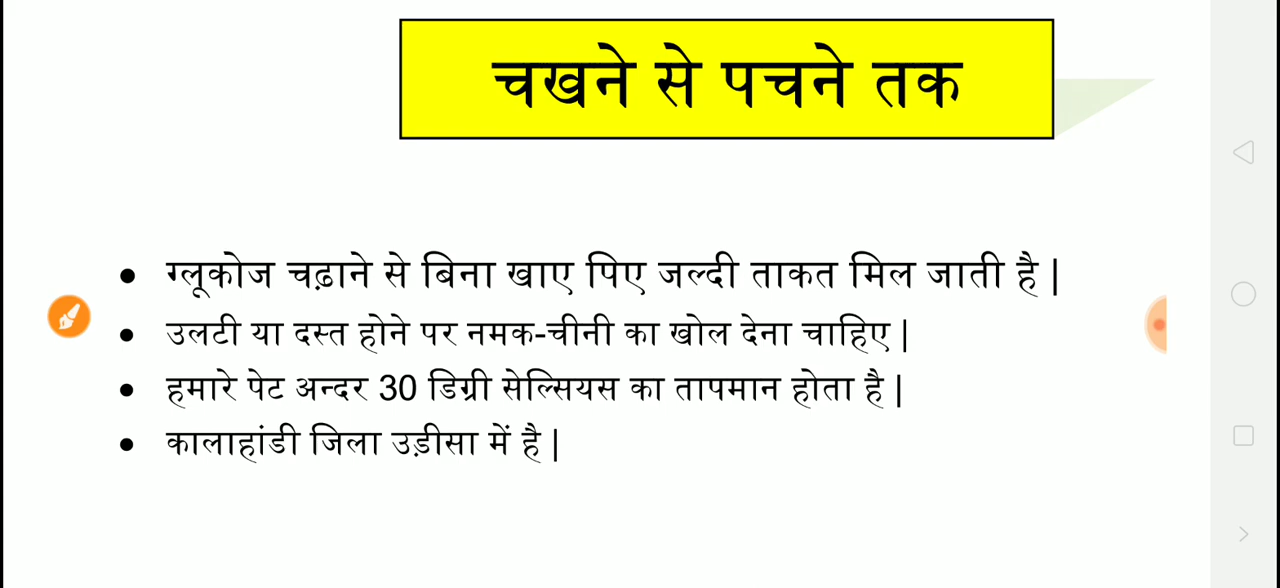 चखने से पचने तक
• ग्लूकोज चढ़ाने से बिना खाए पिए जल्दी ताकत मिल जाती है |
• उलटी या दस्त होने पर नमक-चीनी का खोल देना चाहिए |
• हमारे पेट अन्दर 30 डिग्री सेल्सियस का तापमान होता है |
• कालाहांडी जिला उड़ीसा में है |